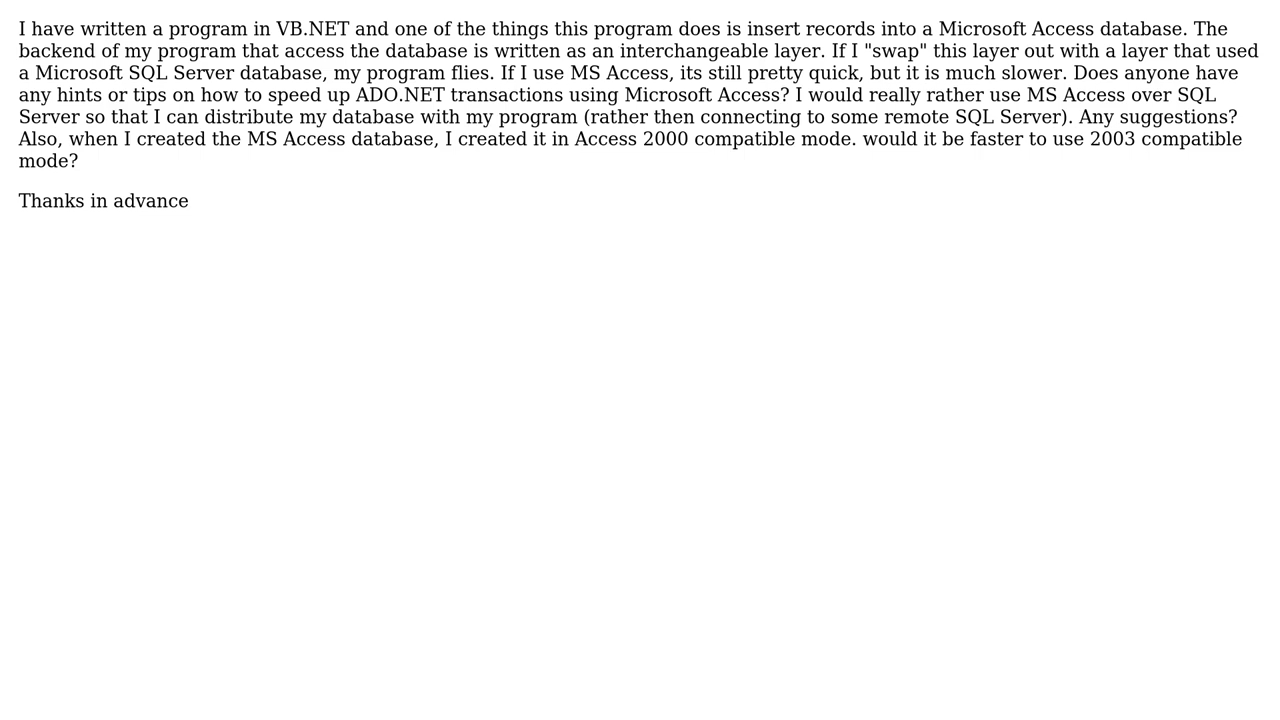 I have written a program in VB.NET and one of the things this program does is insert records into a Microsoft Access database. The
backend of my program that access the database is written as an interchangeable layer. If I "swap" this layer out with a layer that used
a Microsoft SQL Server database, my program flies. If I use MS Access, its still pretty quick, but it is much slower. Does anyone have
any hints or tips on how to speed up ADO.NET transactions using Microsoft Access? I would really rather use MS Access over SQL
Server so that I can distribute my database with my program (rather then connecting to some remote SQL Server). Any suggestions?
Also, when I created the MS Access database, I created it in Access 2000 compatible mode. would it be faster to use 2003 compatible
mode?
Thanks in advance